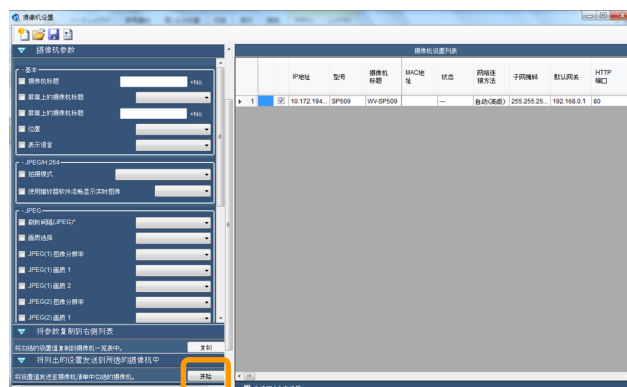 摄像机设置
摄像机参数
基本
摄像机标题
+No.
屏幕上的摄像机标题
屏幕上摄像机标题
+No.
位置
表示语言
JPEG/H.264
拍摄模式
使用播放器软件流畅显示实时图像
JPEG
刷新间隔(JPEG)*
画质选择
JPEG(1)图像分辨率
JPEG(1)画质 1
JPEG(1)画质 2
JPEG(2)图像分辨率
JPEG(2)画质 1
将参数复制到右侧列表
将勾选的设置值复制到摄像机一览表中。
复制
将列出的设置发送到所选的摄像机中
将设置值发送至摄像机清单中勾选的摄像机。
开始
摄像机设置列表
IP地址 型号 摄像机标题 MAC地址 状态 网络连接方法 子网掩码 默认网关 HTTP端口
1 10.172.194... SP509 WV-SP509 — 自动(高级) 255.255.25... 192.168.0.1 80